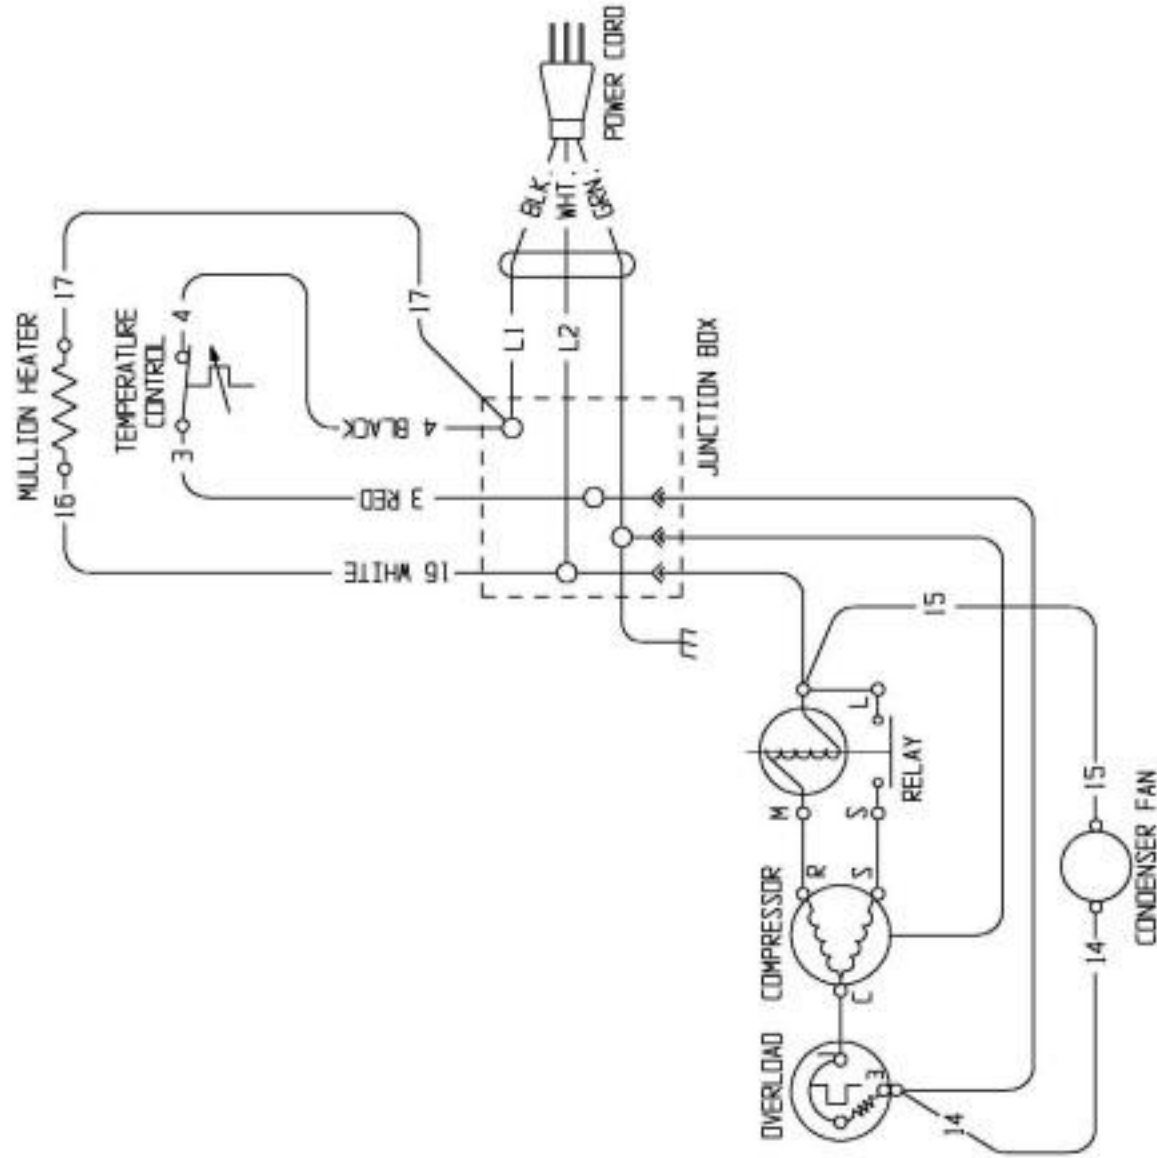 MULLION HEATER
16
17
TEMPERATURE
CONTROL
3
4
16 WHITE
3 RED
4 BLACK
17
L1
L2
BLK.
WHT.
GRN.
POWER CORD
JUNCTION BOX
OVERLOAD
1
3
14
COMPRESSOR
C
R
S
M
S
L
RELAY
15
14
15
CONDENSER FAN